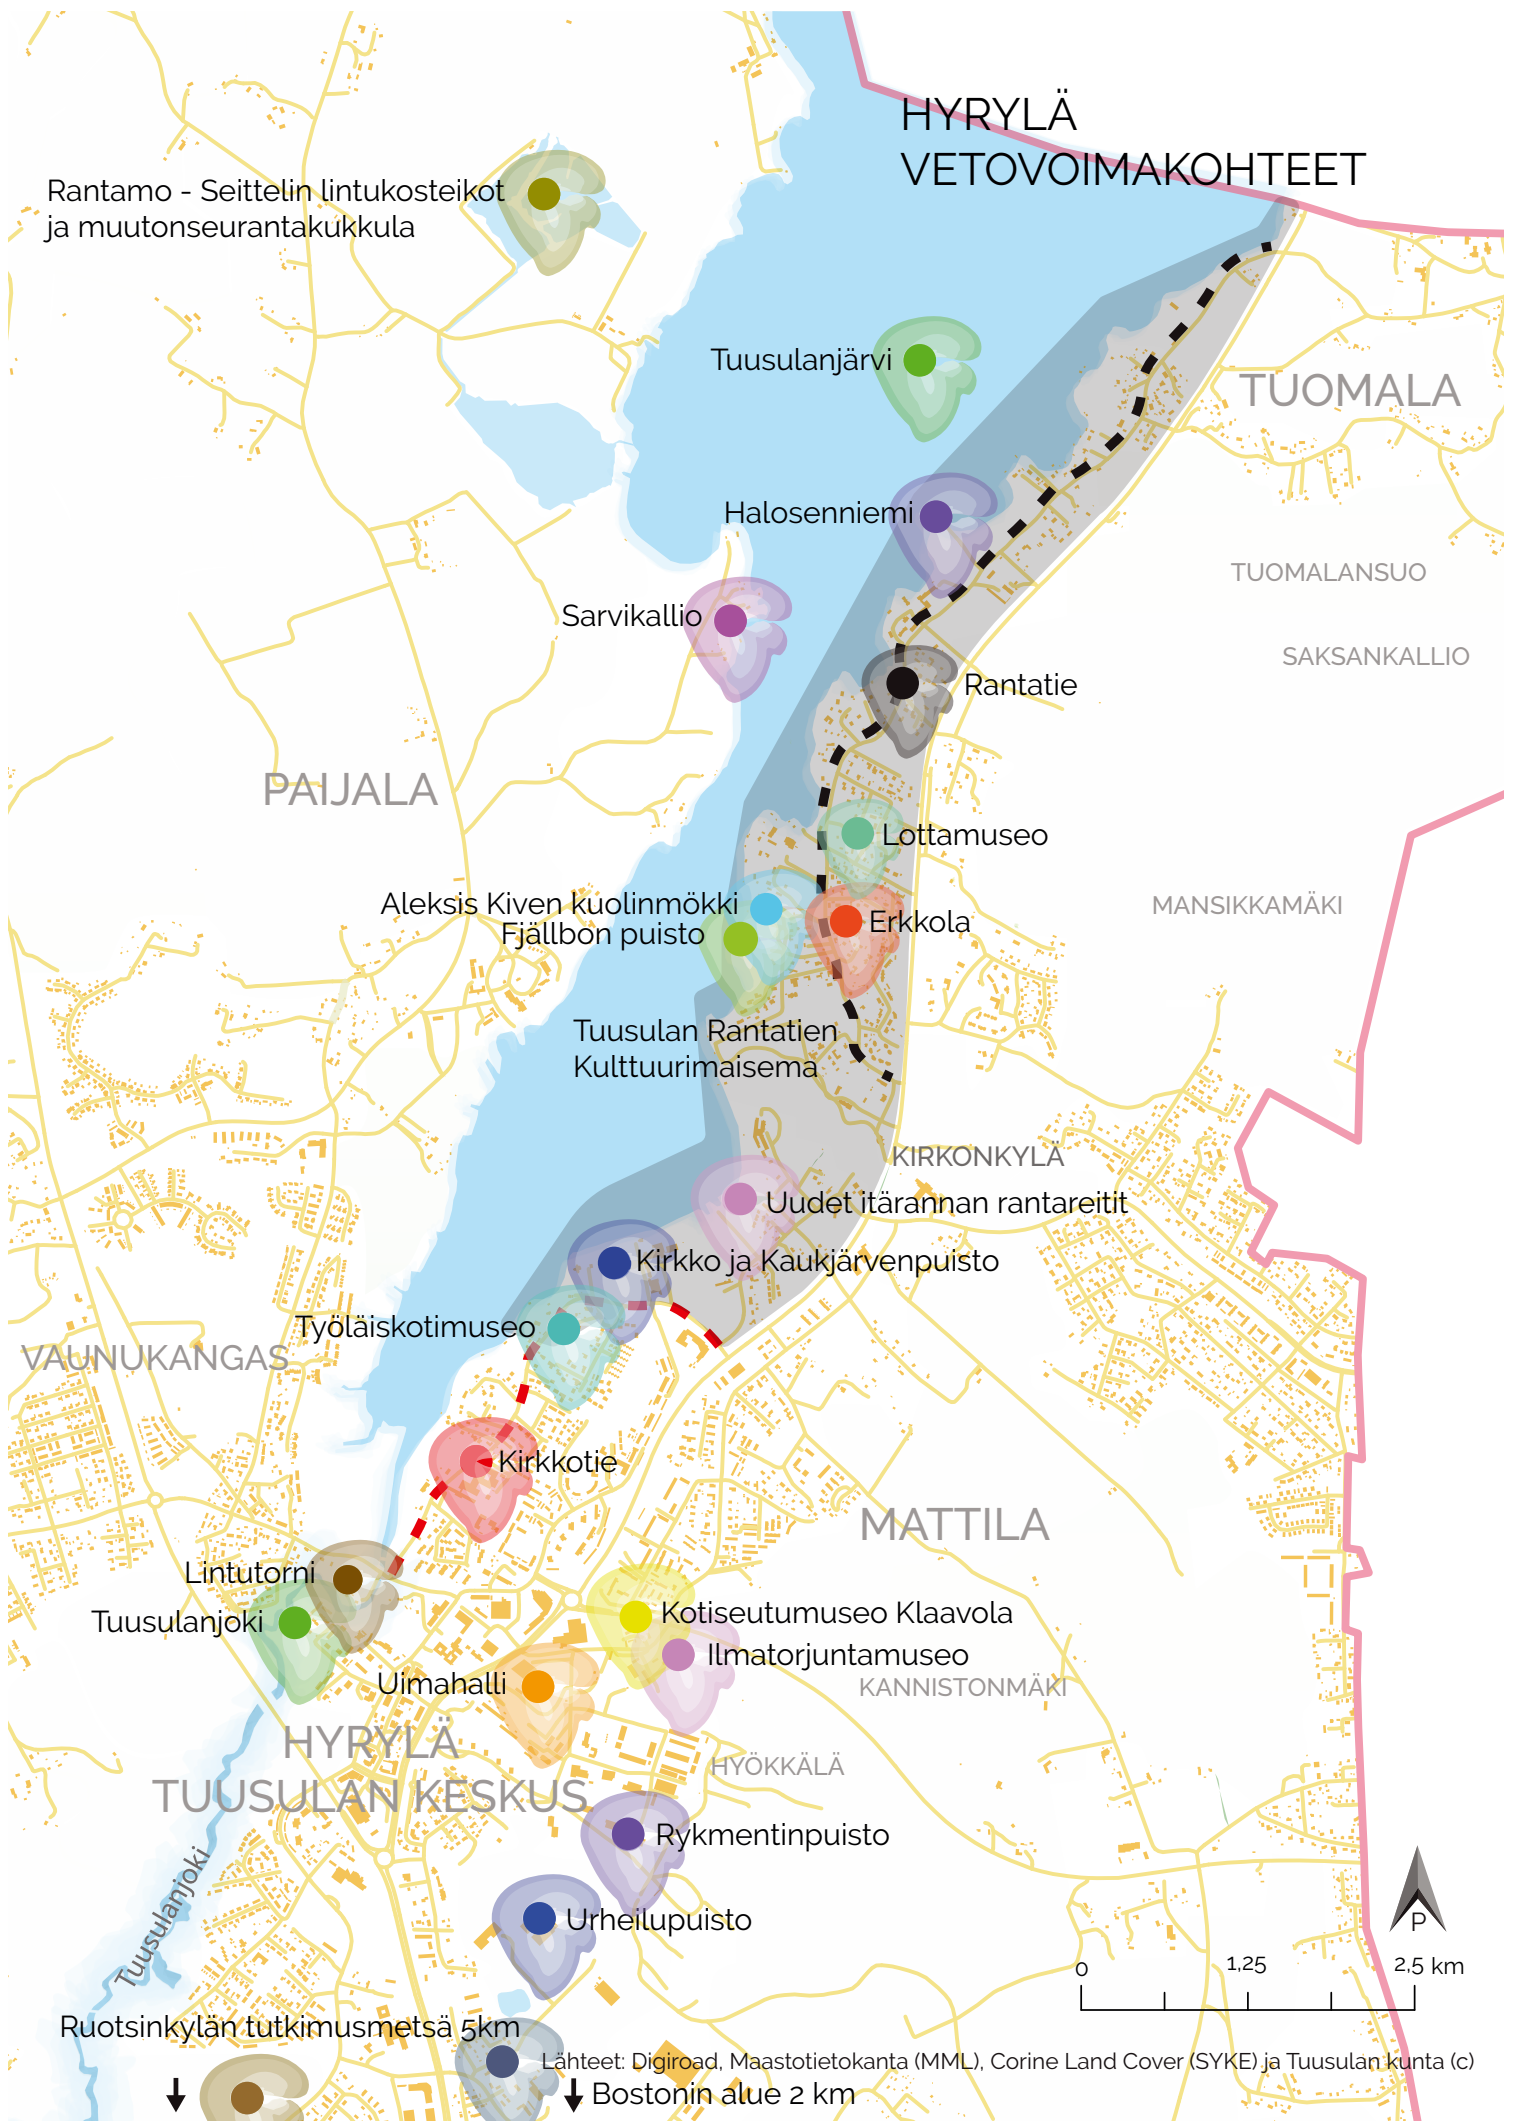 HYRYLÄ
VETOVOIMAKOHTEET
Rantamo - Seittelin lintukosteikot
ja muutonseurantakukkula
Tuusulanjärvi
TUOMALA
Halosenniemi
TUOMALANSUO
Sarvikallio
SAKSANKALLIO
Rantatie
PAIJALA
Lottamuseo
Aleksis Kiven kuolinmökki
MANSIKKAMÄKI
Erkkola
Fjällbon puisto
Tuusulan Rantatien
Kulttuurimaisema
KIRKONKYLÄ
Uudet itärannan rantareitit
Kirkko ja Kaukjärvenpuisto
Työläiskotimuseo
VAUNUKANGAS
Kirkkotie
MATTILA
Lintutorni
Kotiseutumuseo Klaavola
Tuusulanjoki
Ilmatorjuntamuseo
Uimahalli
KANNISTONMÄKI
HYRYLÄ
TUUSULAN KESKUS
HYÖKKÄLÄ
Rykmentinpuisto
Urheilupuisto
Tuusulanjoki
P
0 1,25 2,5 km
Ruotsinkylän tutkimusmetsä 5km
Lähteet: Digiroad, Maastotietokanta (MML), Corine Land Cover (SYKE) ja Tuusulan kunta (c)
Bostonin alue 2 km